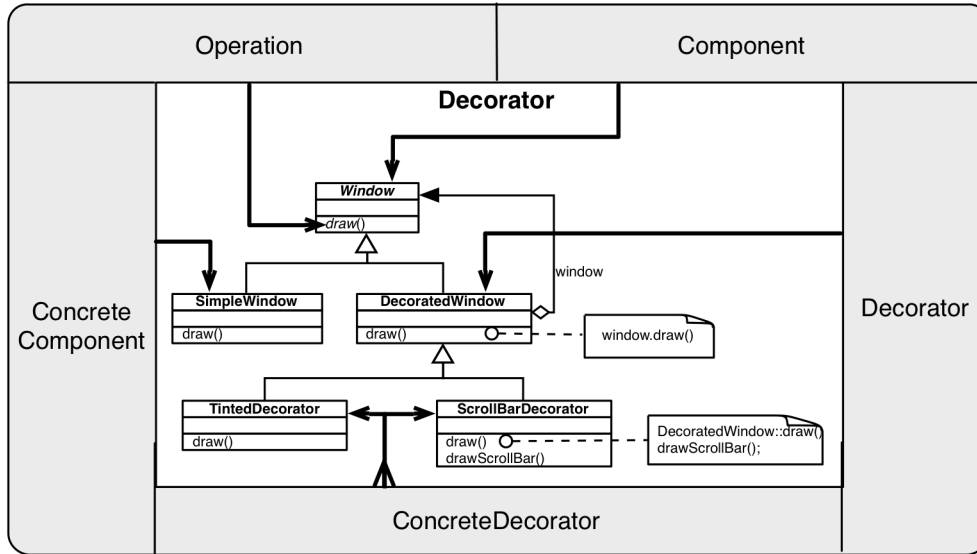 Operation
Component
Decorator
Window
draw()
window
SimpleWindow
DecoratedWindow
draw()
draw()
window.draw()
Concrete
Component
Decorator
TintedDecorator
ScrollBarDecorator
draw()
draw()
drawScrollBar()
DecoratedWindow::draw()
drawScrollBar();
ConcreteDecorator